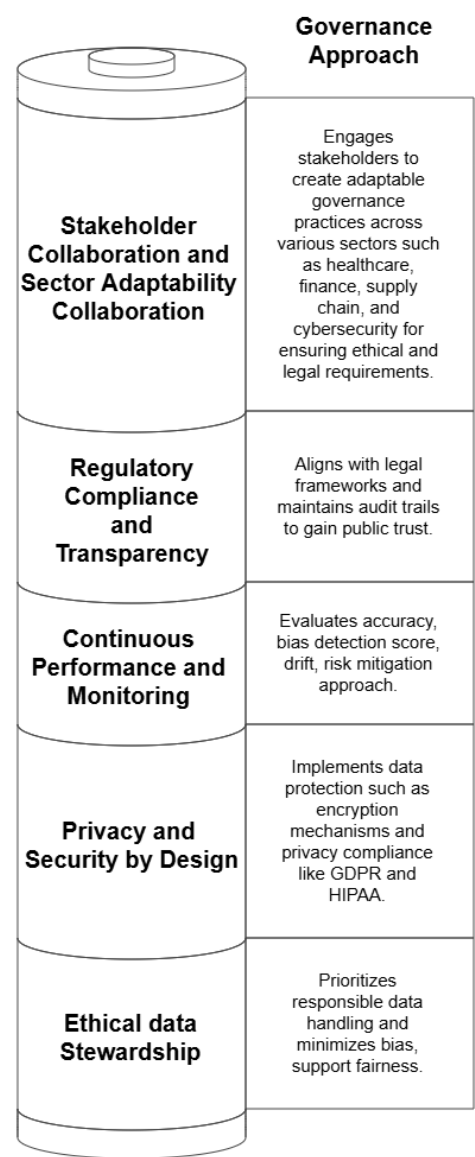 Governance
Approach
Stakeholder
Collaboration and
Sector Adaptability
Collaboration
Engages
stakeholders to
create adaptable
governance
practices across
various sectors such
as healthcare,
finance, supply
chain, and
cybersecurity for
ensuring ethical and
legal requirements.
Regulatory
Compliance
and
Transparency
Aligns with legal
frameworks and
maintains audit trails
to gain public trust.
Continuous
Performance and
Monitoring
Evaluates accuracy,
bias detection score,
drift, risk mitigation
approach.
Privacy and
Security by Design
Implements data
protection such as
encryption
mechanisms and
privacy compliance
like GDPR and
HIPAA.
Ethical data
Stewardship
Prioritizes
responsible data
handling and
minimizes bias,
support fairness.